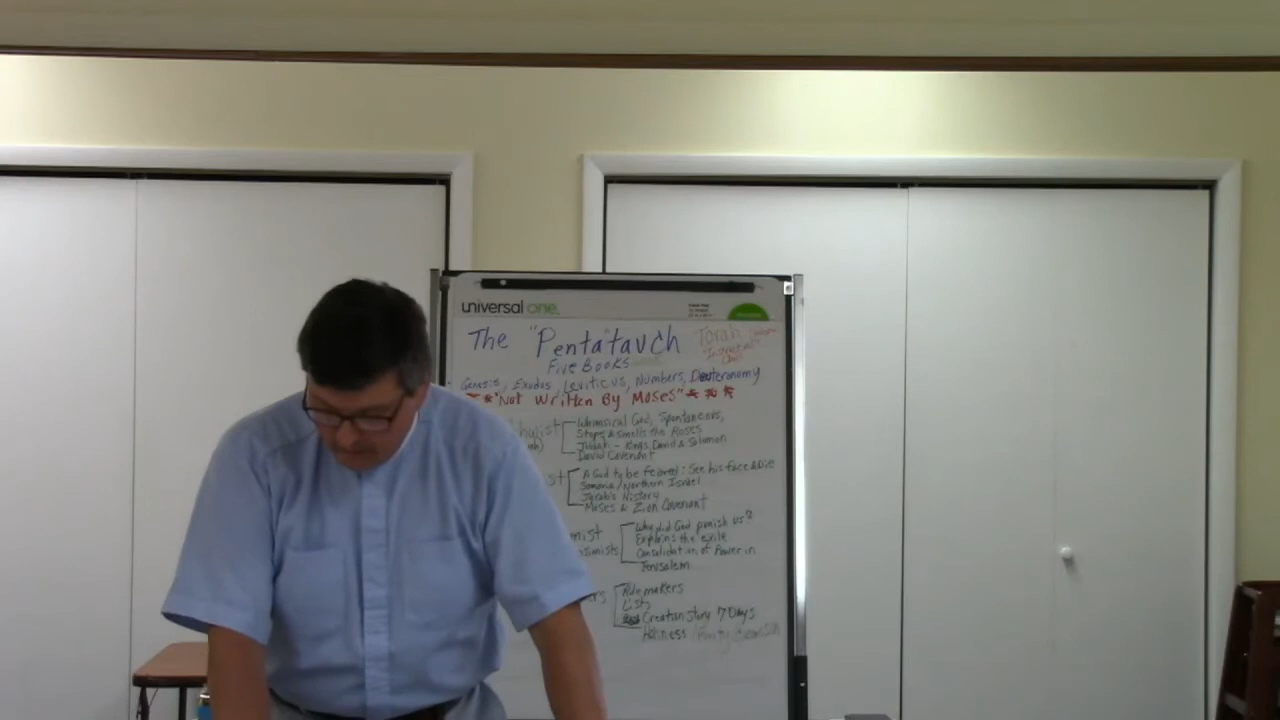 universal one
The "Pentatauch Torah
Five Books
Genesis, Exodus, Leviticus, Numbers, Deuteronomy
"Not Written By Moses"
Whimsical God, Spontaneous,
Stops & Smells the Roses
Judah - Kings David & Solomon
David Covenant
A God to be Feared: See his face & Die
Samaria/Northern Israel
Jacob's History
Moses & Zion Covenant
Why did God punish us?
Explains the exile
Consolidation of Power in
Jerusalem
Rulemakers
Lists
Creation story 7 Days
Holiness